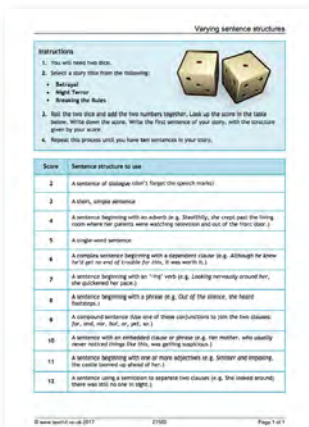 Varying sentence structures
Instructions
1. You will need two dice.
2. Select a story title from the following:
• Betrayal
• Night Terror
• Breaking the Rules
3. Roll the two dice and add the two numbers together. Look up the score in the table
below. Write down the score. Write the first sentence of your story, with the structure
given by your score.
4. Repeat this process until you have ten sentences in your story.
Score Sentence structure to use
2 A sentence of dialogue (don't forget the speech marks)
3 A short, simple sentence
4 A sentence beginning with an adverb (e.g. Stealthily, she crept past the living
room where her parents were watching television and out of the front door.)
5 A single-word sentence
6 A complex sentence beginning with a dependent clause (e.g. Although he knew
he'd get no end of trouble for this, it was worth it.)
7 A sentence beginning with an '-ing' verb (e.g. Looking nervously around her,
she quickened her pace.)
8 A sentence beginning with a phrase (e.g. Out of the silence, she heard
footsteps.)
9 A compound sentence (Use one of these conjunctions to join the two clauses:
for, and, nor, but, or, yet, so.)
10 A sentence with an embedded clause or phrase (e.g. Her mother, who usually
never noticed things like this, was getting suspicious.)
11 A sentence beginning with one or more adjectives (e.g. Sinister and imposing,
the castle loomed up ahead of her.)
12 A sentence using a semicolon to separate two clauses (e.g. She looked around;
there was still no one in sight.)
© www.teachit.co.uk 2017
Page 1 of 1